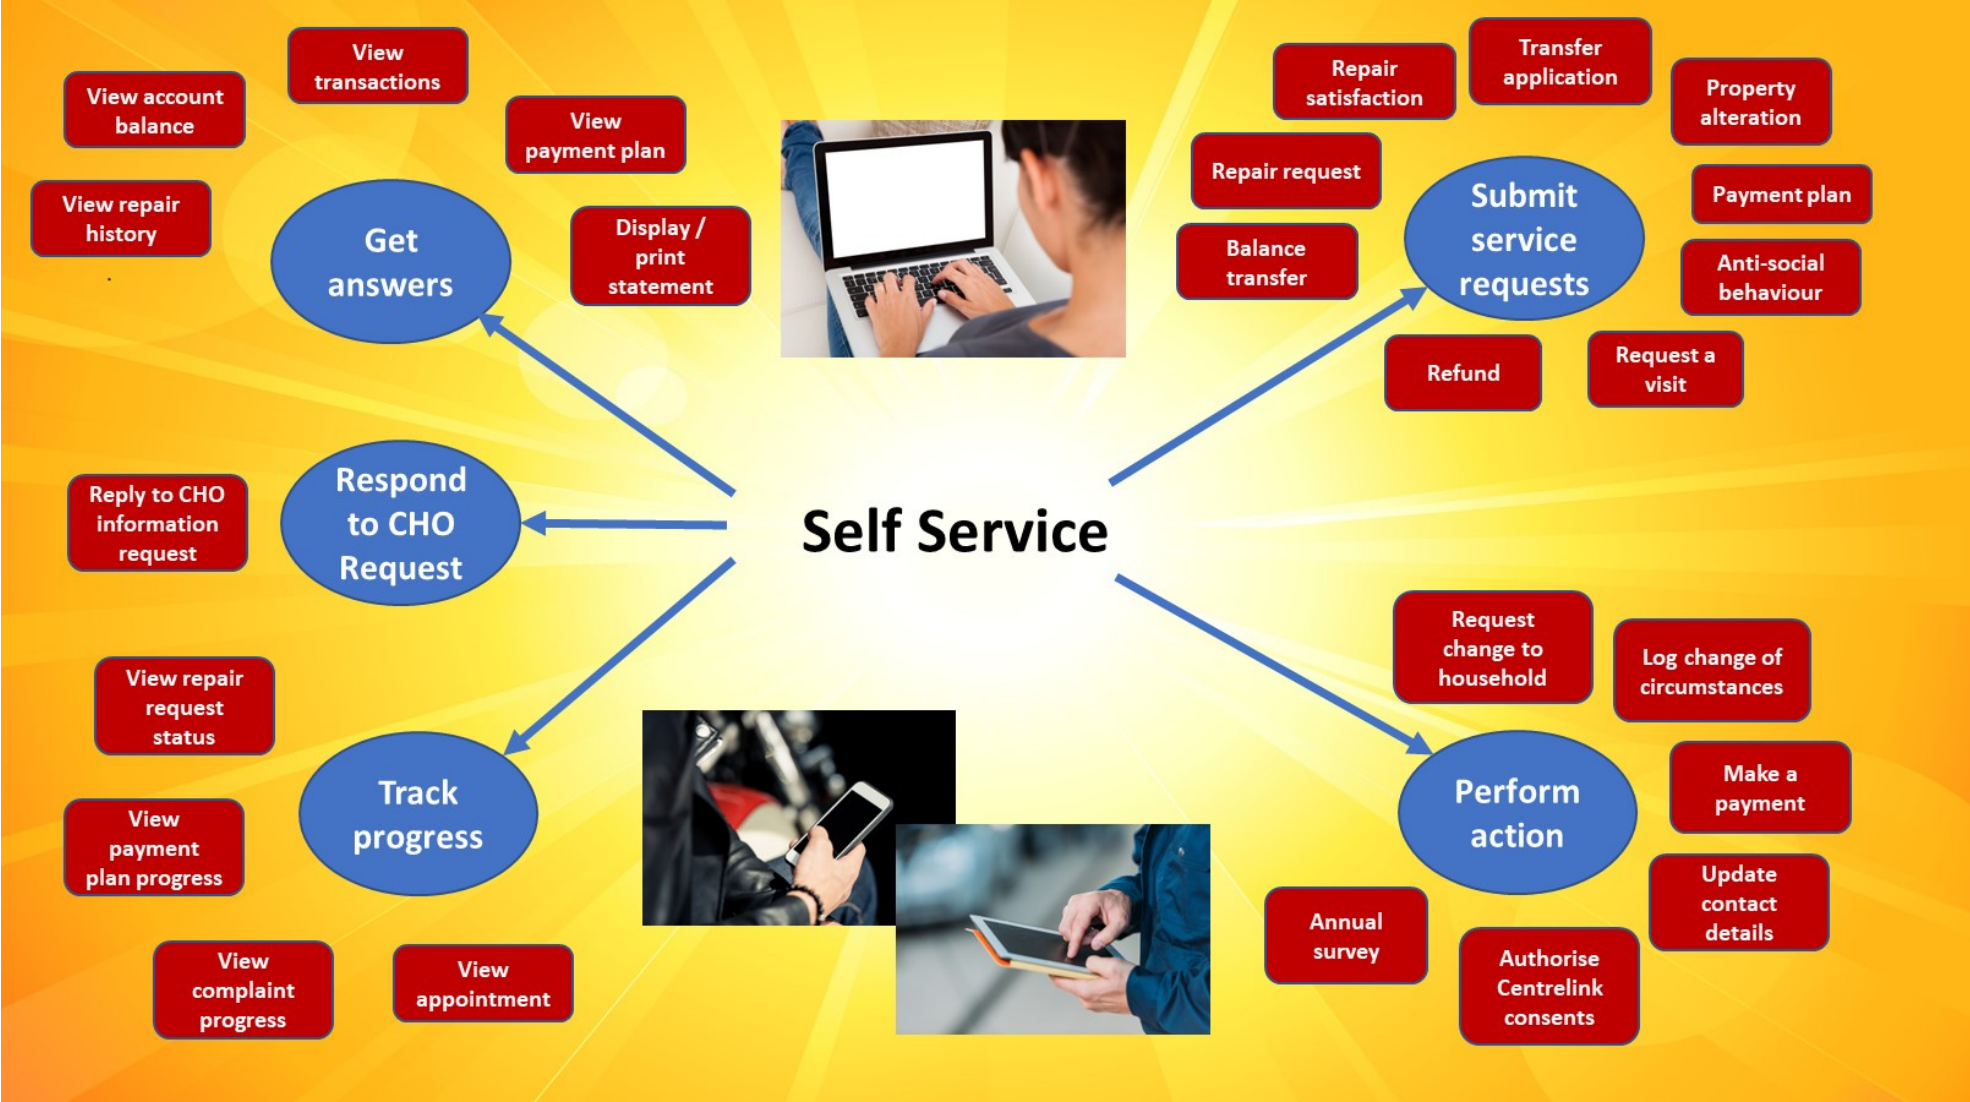 View
transactions
View account
balance
View
payment plan
View repair
history
Display /
print
statement
Get
answers
Repair
satisfaction
Transfer
application
Property
alteration
Repair request
Payment plan
Balance
transfer
Anti-social
behaviour
Submit
service
requests
Refund
Request a
visit
Self Service
Reply to CHO
information
request
Respond
to CHO
Request
View repair
request
status
Track
progress
View
payment
plan progress
View
complaint
progress
View
appointment
Request
change to
household
Log change of
circumstances
Make a
payment
Perform
action
Update
contact
details
Annual
survey
Authorise
Centrelink
consents